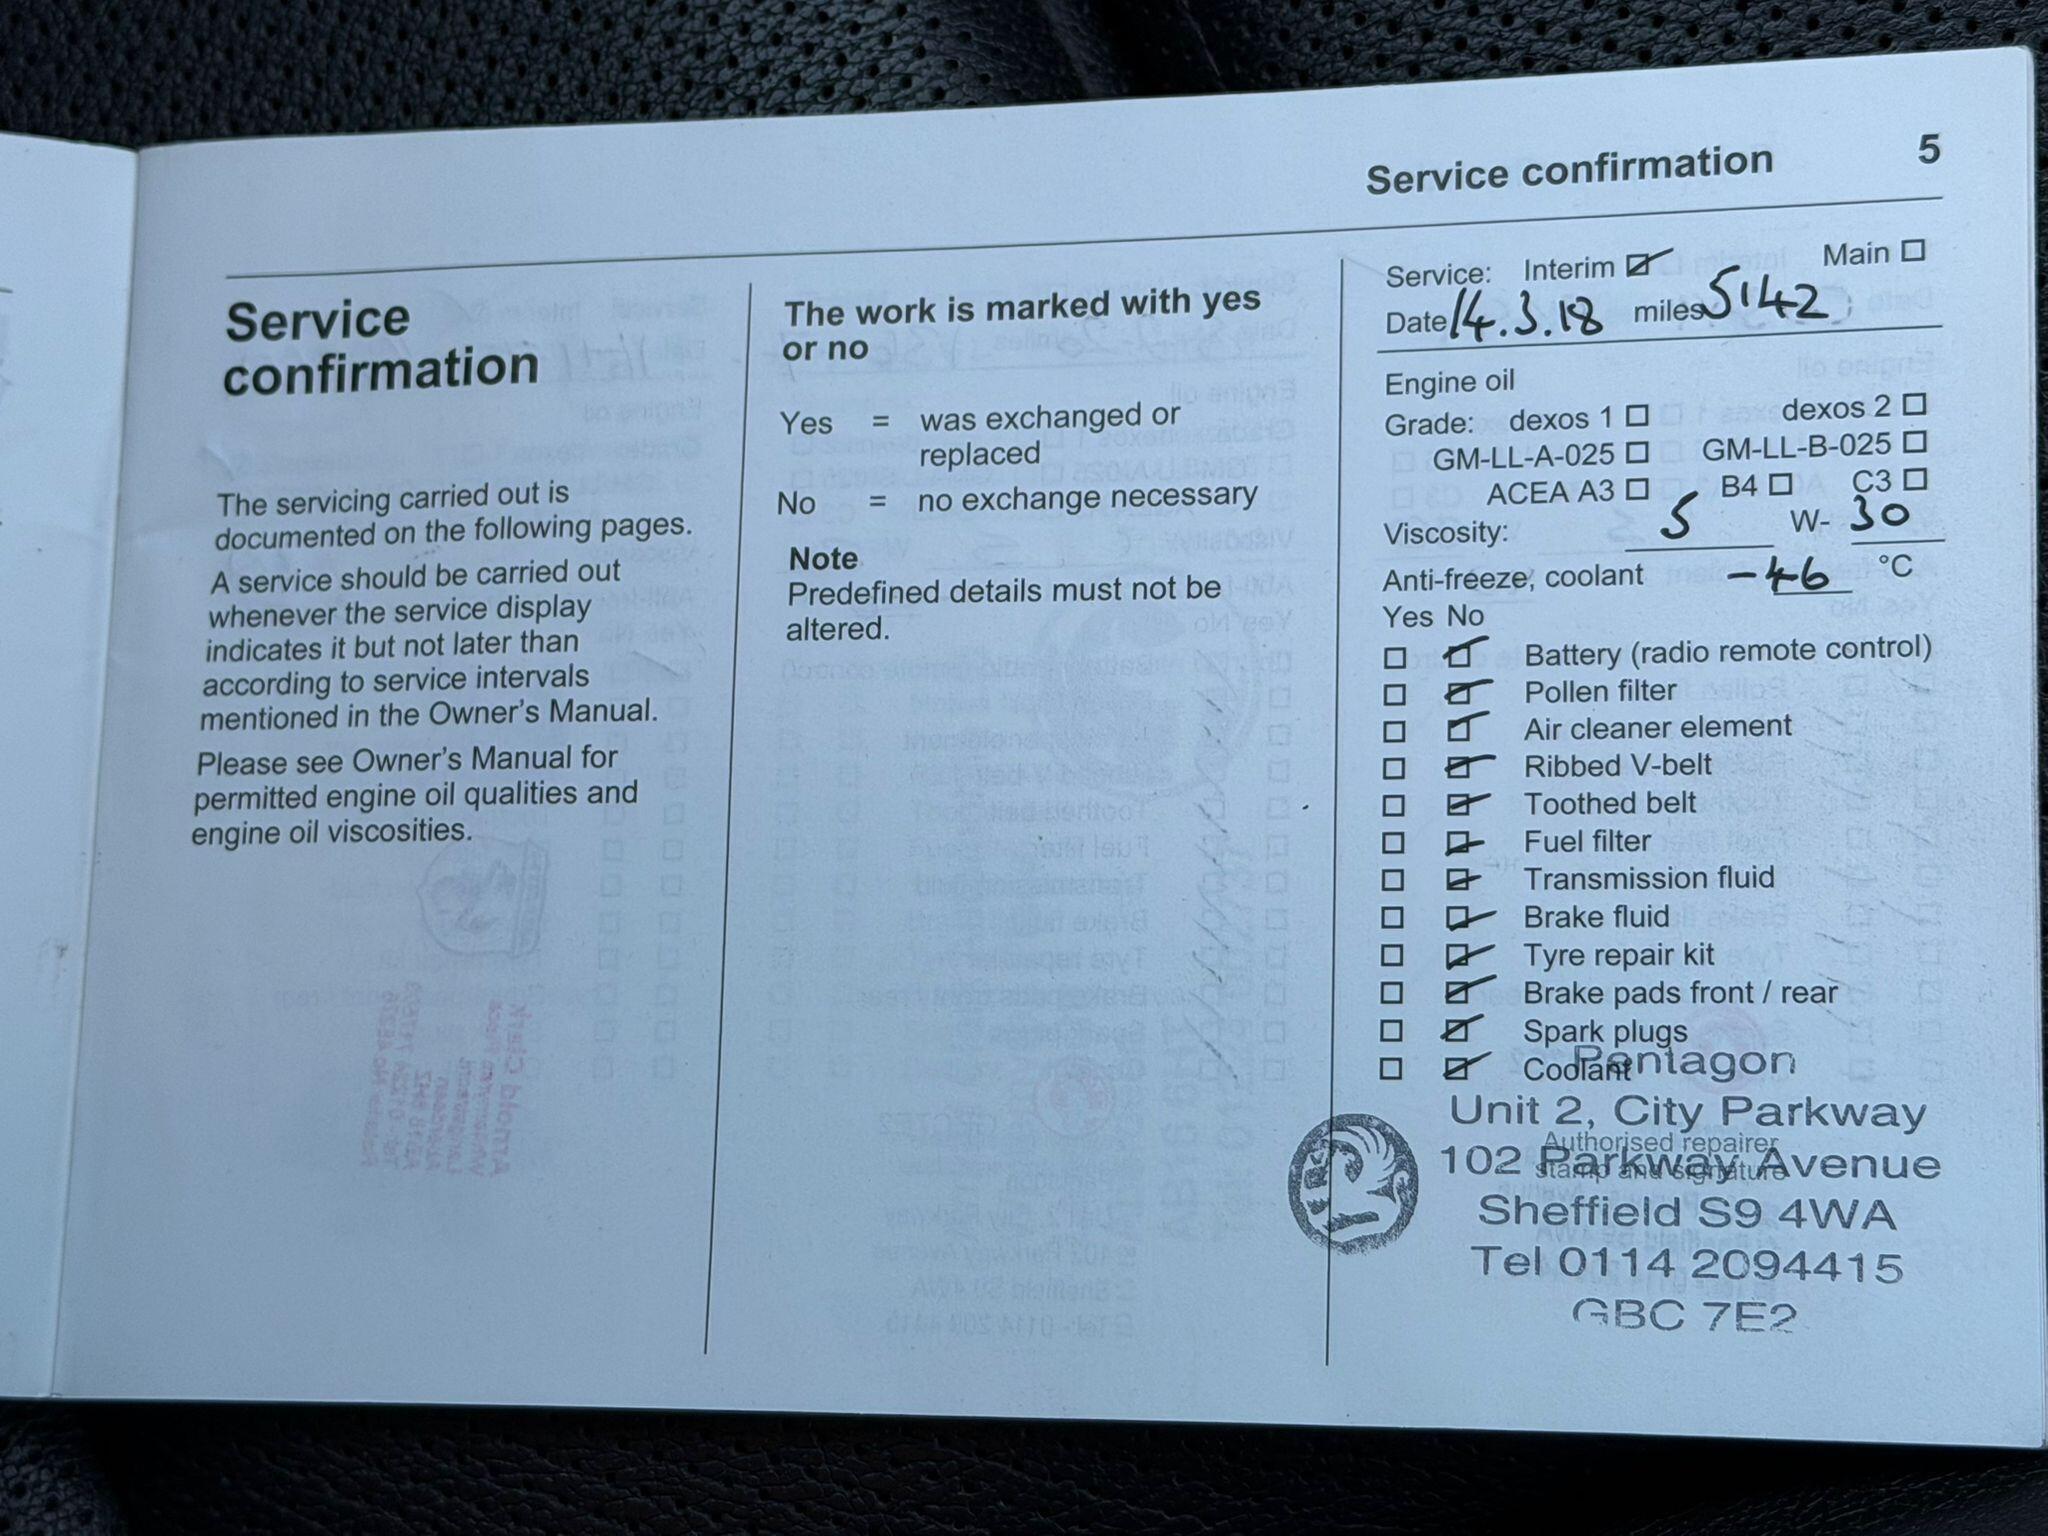 Service confirmation 5
Service
confirmation
The servicing carried out is
documented on the following pages.
A service should be carried out
whenever the service display
indicates it but not later than
according to service intervals
mentioned in the Owner's Manual.
Please see Owner's Manual for
permitted engine oil qualities and
engine oil viscosities.
The work is marked with yes
or no
Yes = was exchanged or
replaced
No = no exchange necessary
Note
Predefined details must not be
altered.
Service: Interim Main
Date 14.3.18 miles 5142
Engine oil
Grade: dexos 1 dexos 2
GM-LL-A-025 GM-LL-B-025
ACEA A3 B4 C3
Viscosity: 5 W- 30
Anti-freeze, coolant -46 °C
Yes No
Battery (radio remote control)
Pollen filter
Air cleaner element
Ribbed V-belt
Toothed belt
Fuel filter
Transmission fluid
Brake fluid
Tyre repair kit
Brake pads front / rear
Spark plugs
Coolant
Authorised repairer
stamp and signature
Pentagon
Unit 2, City Parkway
102 Parkway Avenue
Sheffield S9 4WA
Tel 0114 2094415
GBC 7E2